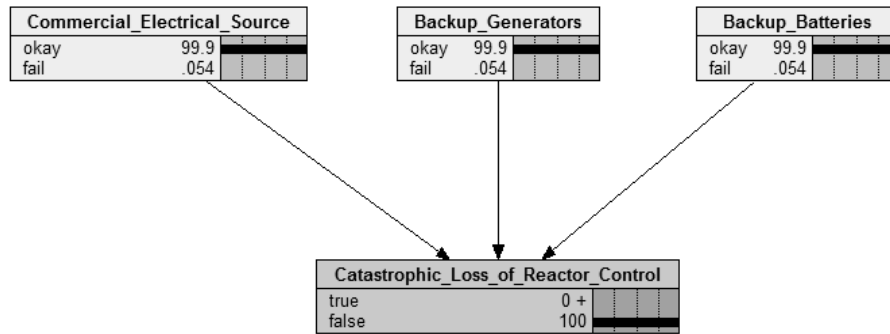 Commercial_Electrical_Source
okay 99.9
fail .054
Backup_Generators
okay 99.9
fail .054
Backup_Batteries
okay 99.9
fail .054
Catastrophic_Loss_of_Reactor_Control
true 0 +
false 100